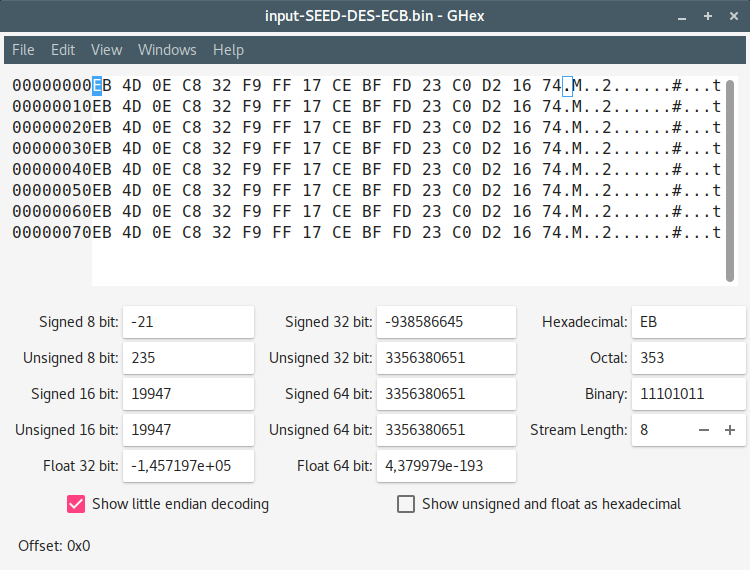 input-SEED-DES-ECB.bin - GHex
File Edit View Windows Help
00000000EB 4D 0E C8 32 F9 FF 17 CE BF FD 23 C0 D2 16 74.M..2......#...t
00000010EB 4D 0E C8 32 F9 FF 17 CE BF FD 23 C0 D2 16 74.M..2......#...t
00000020EB 4D 0E C8 32 F9 FF 17 CE BF FD 23 C0 D2 16 74.M..2......#...t
00000030EB 4D 0E C8 32 F9 FF 17 CE BF FD 23 C0 D2 16 74.M..2......#...t
00000040EB 4D 0E C8 32 F9 FF 17 CE BF FD 23 C0 D2 16 74.M..2......#...t
00000050EB 4D 0E C8 32 F9 FF 17 CE BF FD 23 C0 D2 16 74.M..2......#...t
00000060EB 4D 0E C8 32 F9 FF 17 CE BF FD 23 C0 D2 16 74.M..2......#...t
00000070EB 4D 0E C8 32 F9 FF 17 CE BF FD 23 C0 D2 16 74.M..2......#...t
Signed 8 bit: -21 Signed 32 bit: -938586645 Hexadecimal: EB
Unsigned 8 bit: 235 Unsigned 32 bit: 3356380651 Octal: 353
Signed 16 bit: 19947 Signed 64 bit: 3356380651 Binary: 11101011
Unsigned 16 bit: 19947 Unsigned 64 bit: 3356380651 Stream Length: 8 − +
Float 32 bit: -1,457197e+05 Float 64 bit: 4,379979e-193
Show little endian decoding Show unsigned and float as hexadecimal
Offset: 0x0